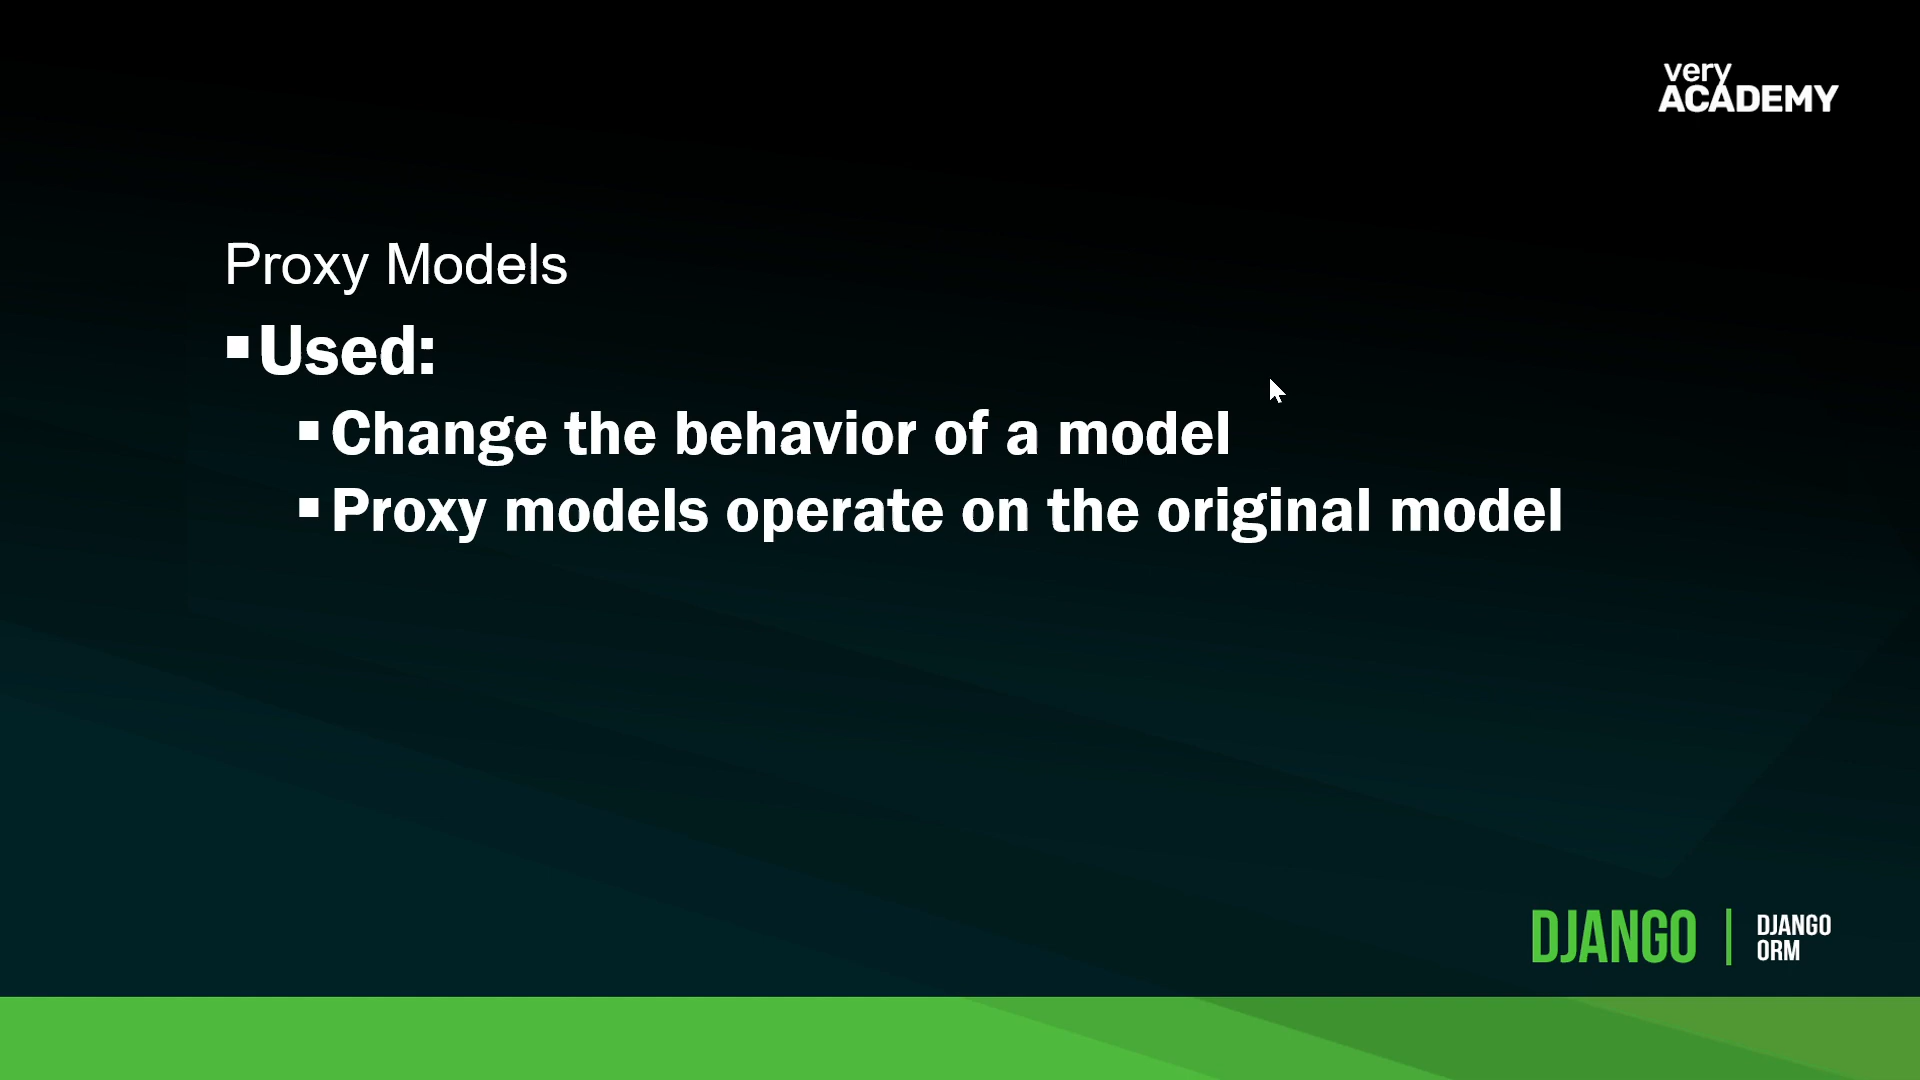 very
ACADEMY
Proxy Models
▪Used:
▪Change the behavior of a model
▪Proxy models operate on the original model
DJANGO | DJANGO
ORM